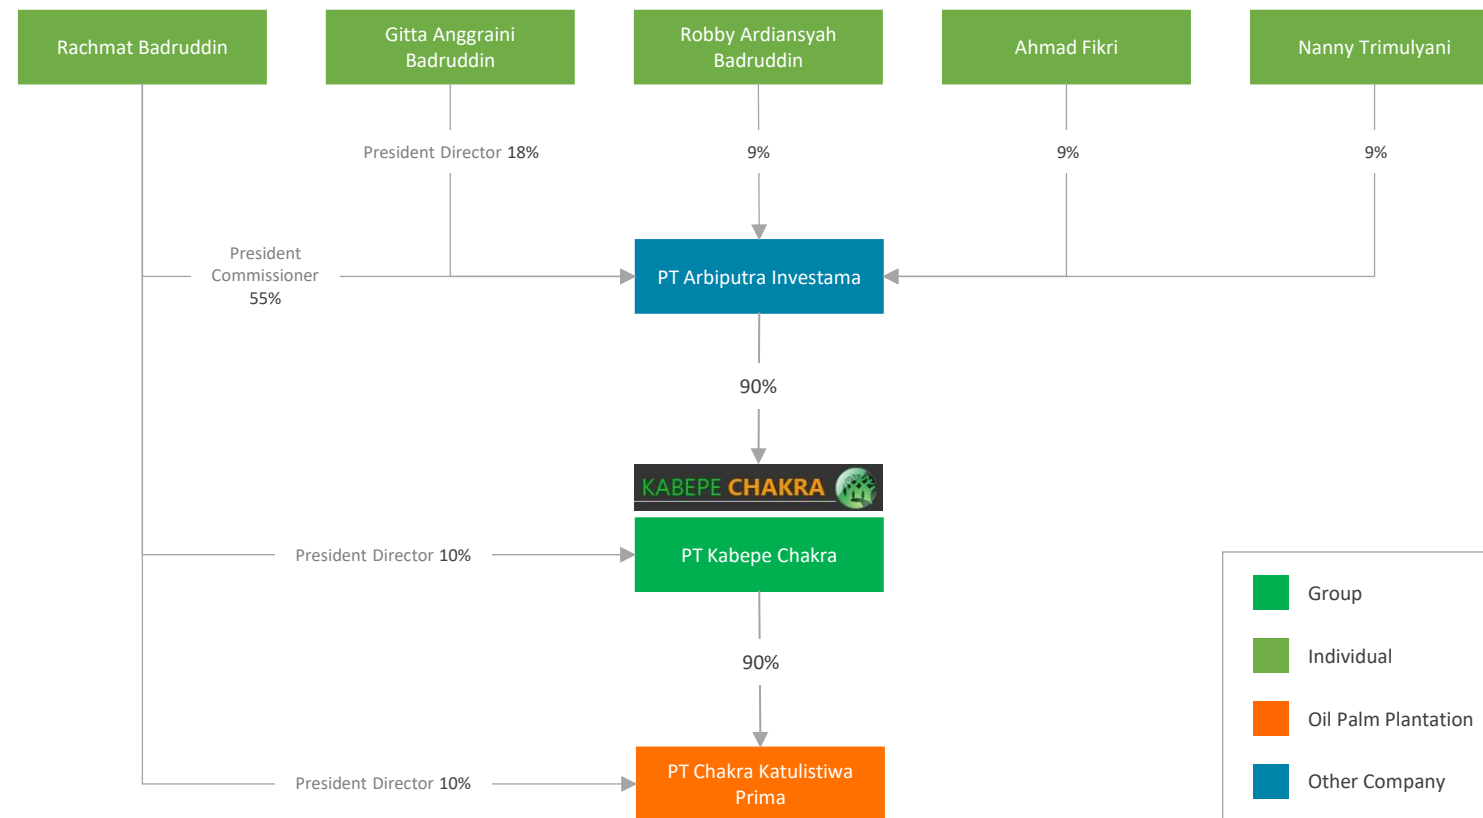 Rachmat Badruddin
Gitta Anggraini
Badruddin
Robby Ardiansyah
Badruddin
Ahmad Fikri
Nanny Trimulyani
President Director 18%
9%
9%
9%
President
Commissioner
55%
PT Arbiputra Investama
90%
KABEPE CHAKRA
President Director 10%
PT Kabepe Chakra
90%
President Director 10%
PT Chakra Katulistiwa
Prima
Group
Individual
Oil Palm Plantation
Other Company